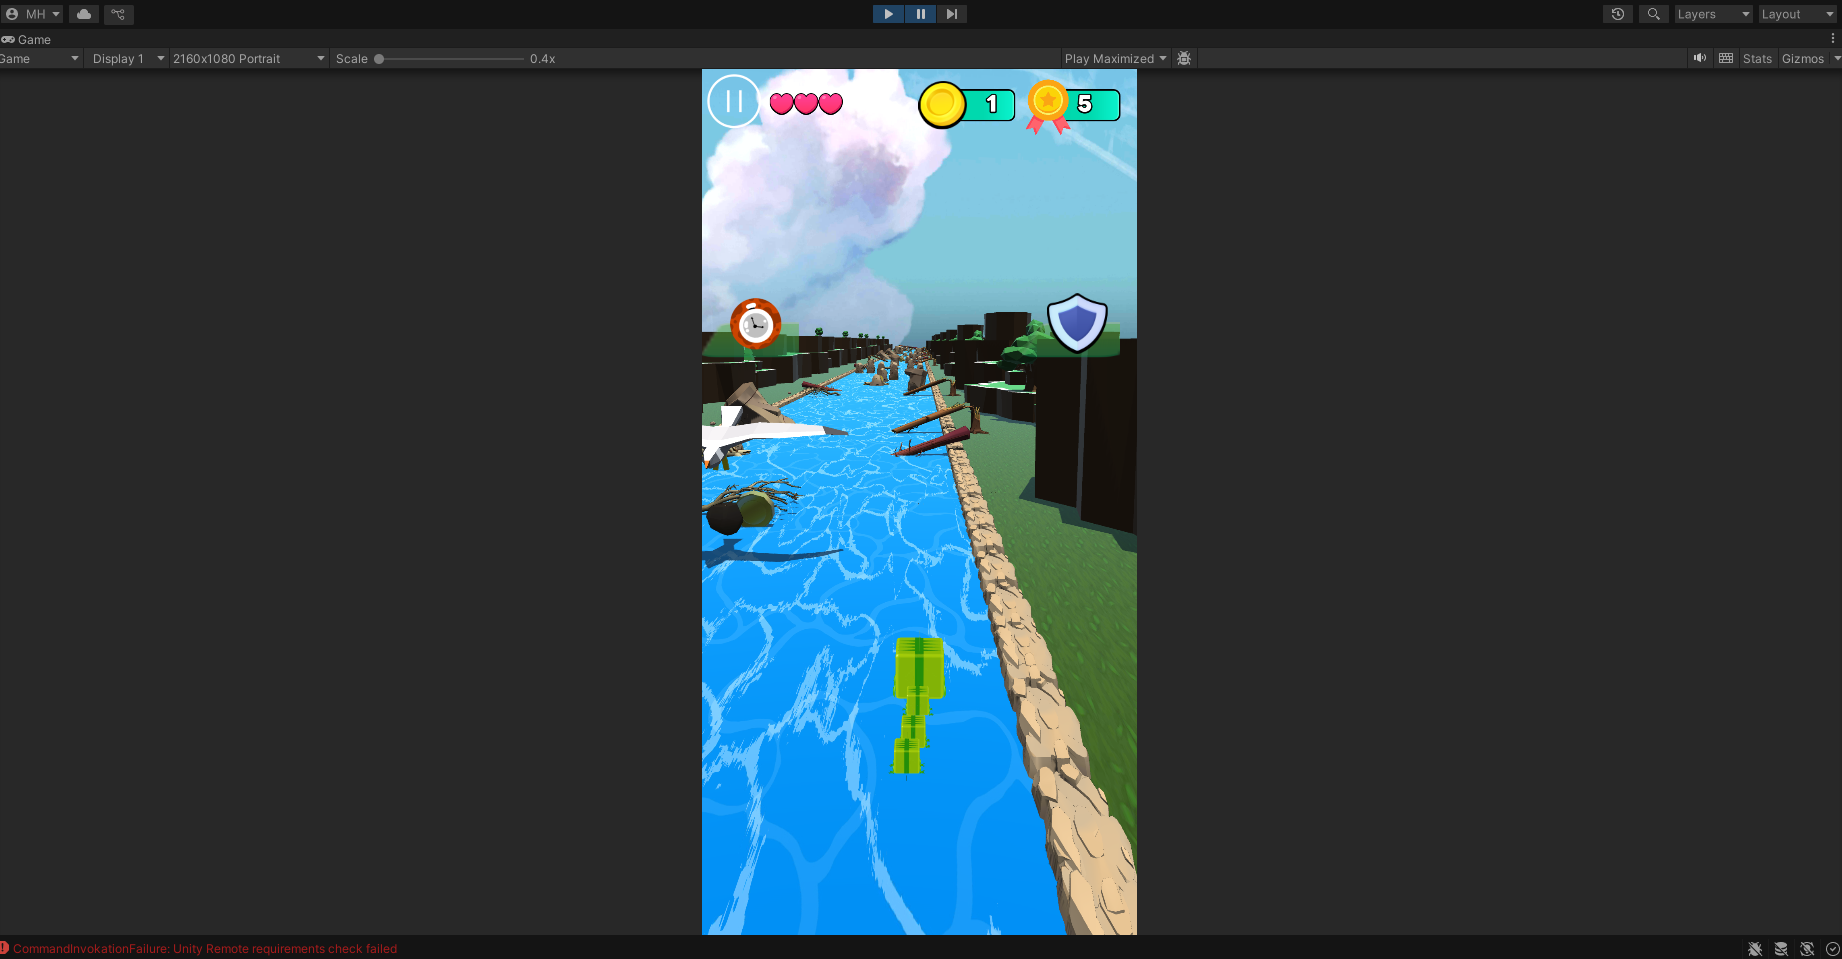 MH
Layers
Layout
Game
Game
Display 1
2160x1080 Portrait
Scale
0.4x
Play Maximized
Stats
Gizmos
1
5
CommandInvokationFailure: Unity Remote requirements check failed